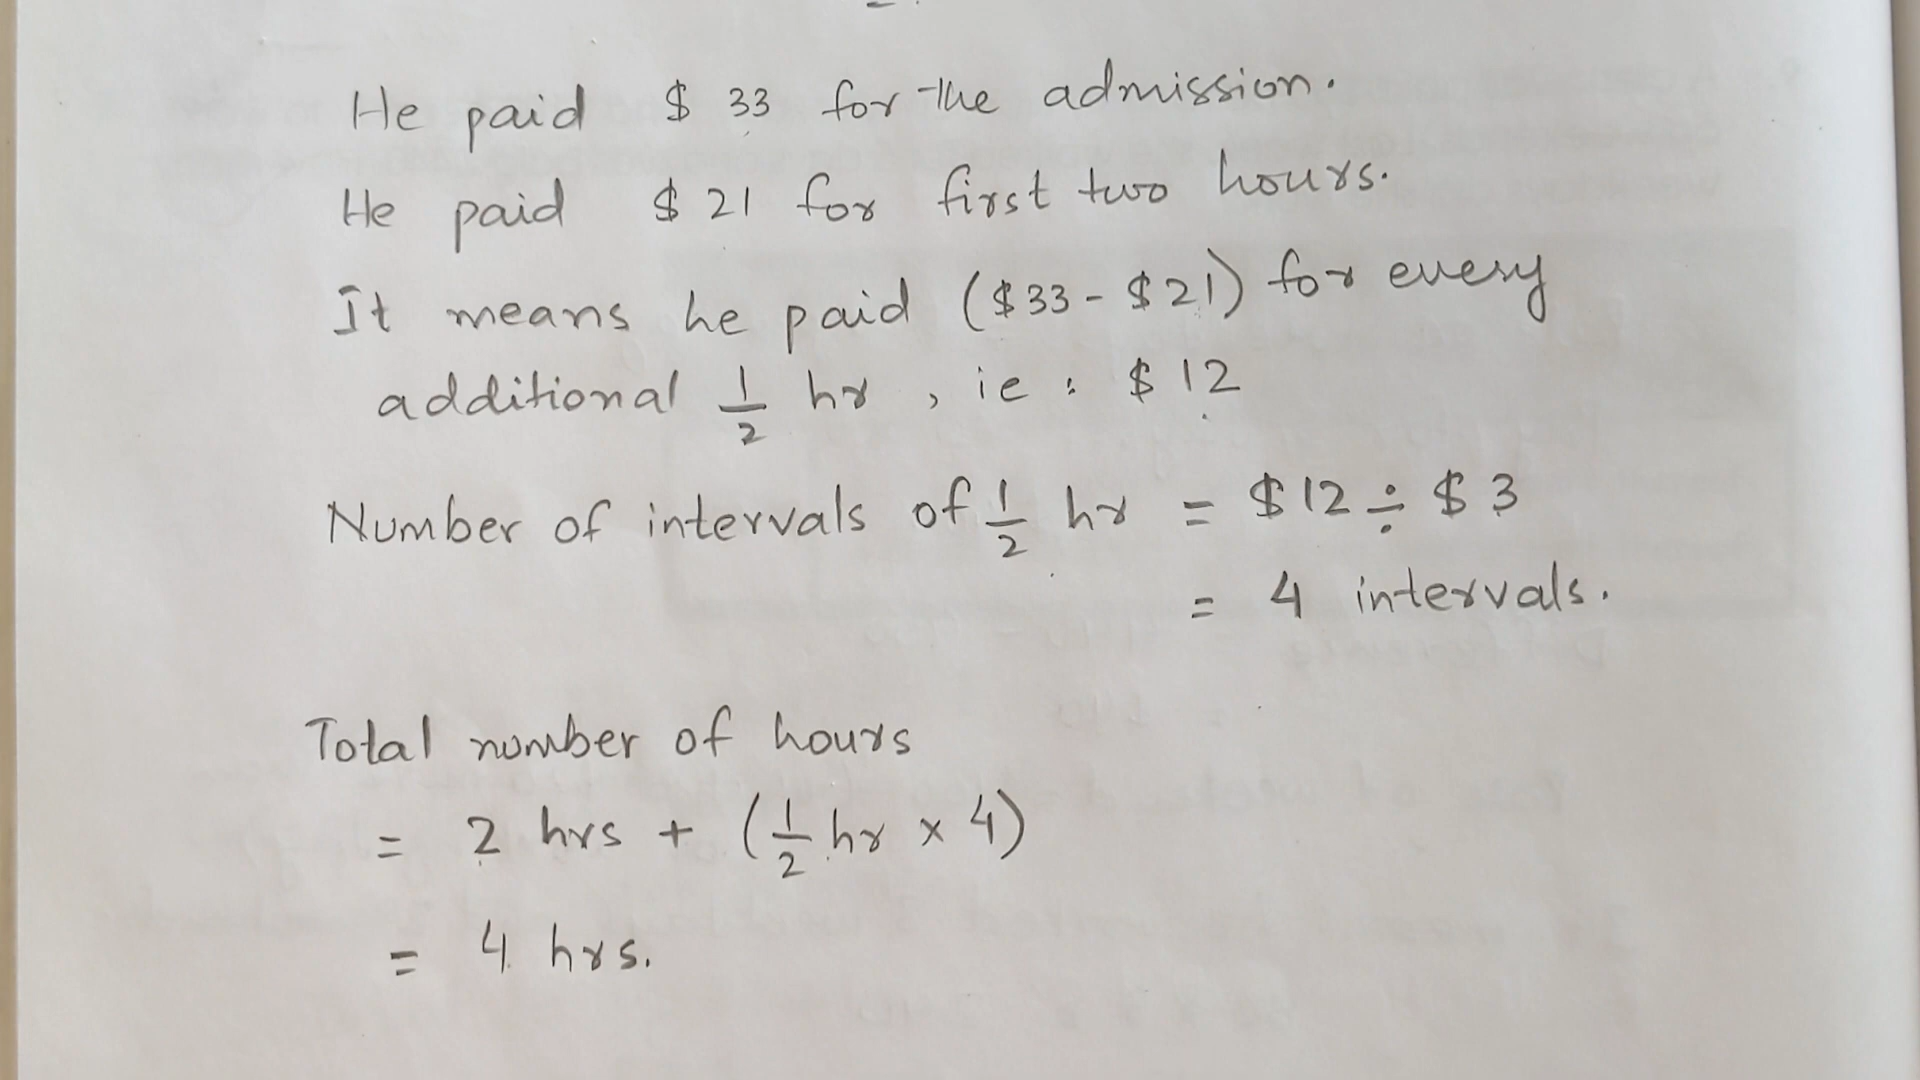 He paid $ 33 for the admission.
He paid $ 21 for first two hours.
It means he paid ($33 - $21) for every
additional 1/2 hr , ie : $ 12
Number of intervals of 1/2 hr = $12 ÷ $3
= 4 intervals.
Total number of hours
= 2 hrs + (1/2 hr x 4)
= 4 hrs.